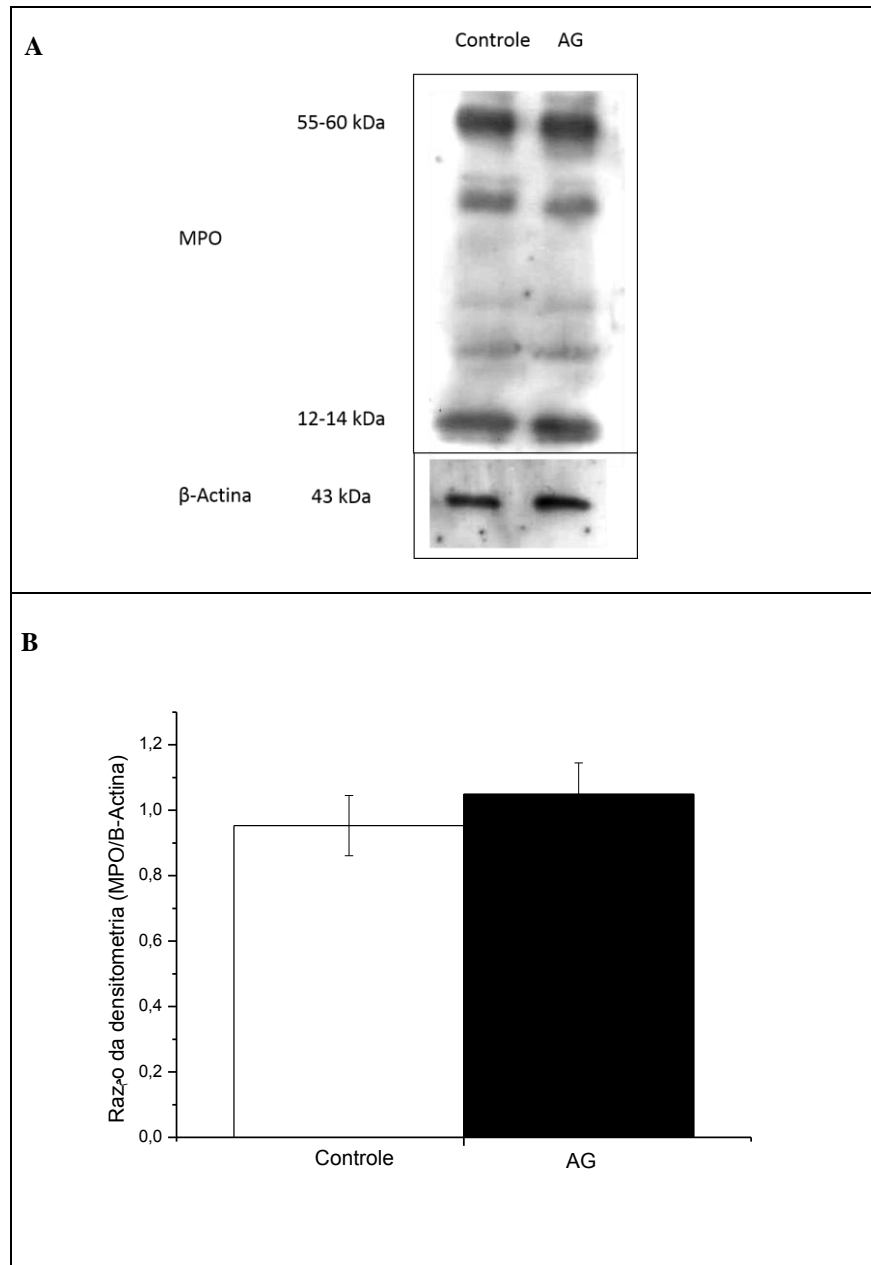 A
Controle AG
55-60 kDa
MPO
12-14 kDa
β-Actina 43 kDa
B
Razِo da densitometria (MPO/B-Actina)
1,2
1,0
0,8
0,6
0,4
0,2
0,0
Controle AG